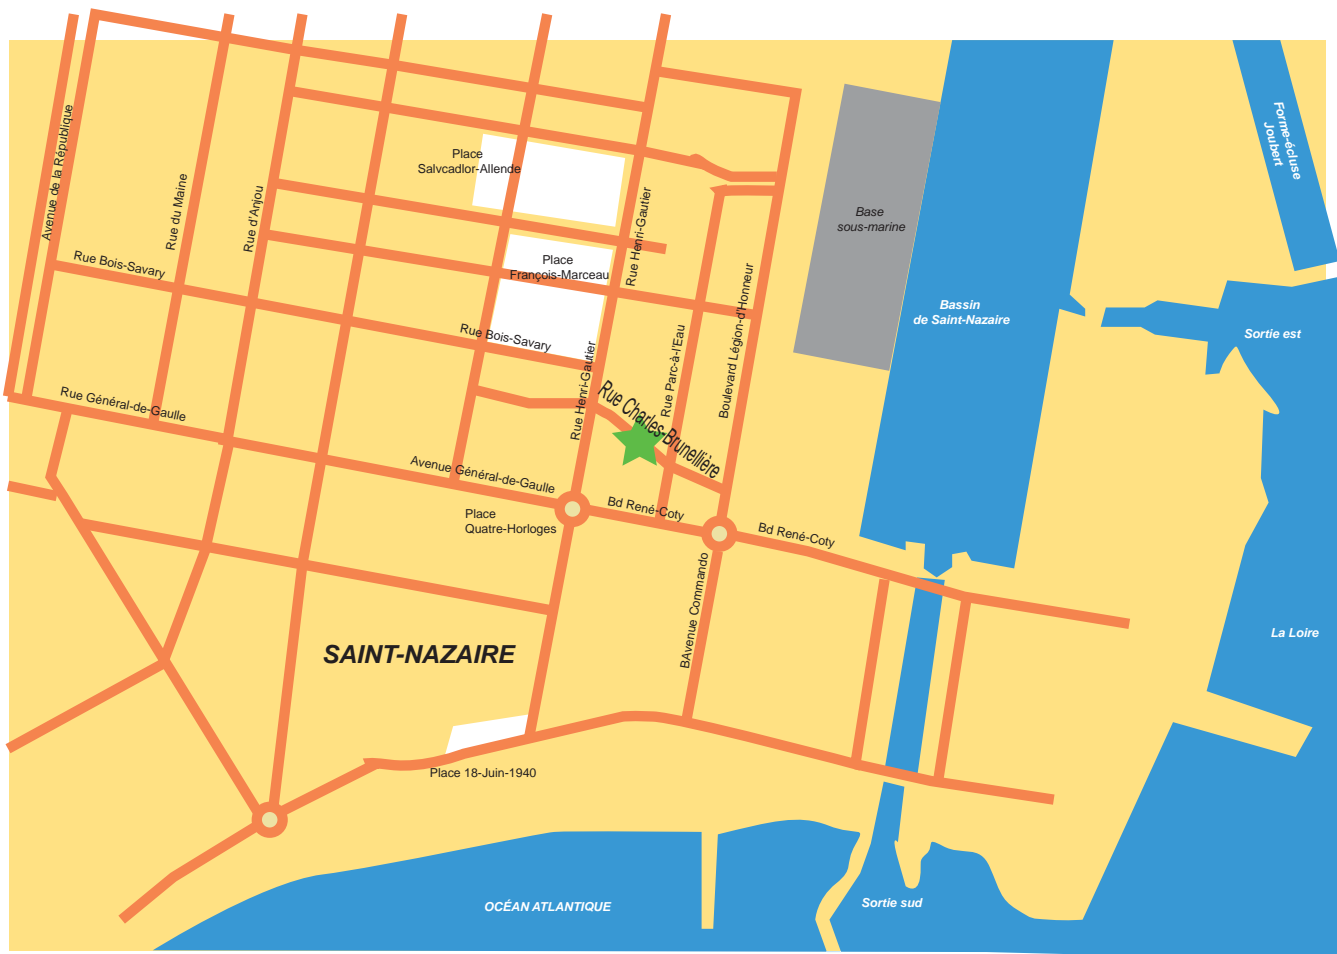 Avenue de la République
Rue du Maine
Rue d'Anjou
Place
Salvcadlor-Allende
Rue Henri-Gautier
Forme-écluse
Joubert
Base
sous-marine
Rue Bois-Savary
Place
François-Marceau
Boulevard Légion-d'Honneur
Bassin
de Saint-Nazaire
Sortie est
Rue Bois-Savary
Rue Henri-Gautier
Rue Parc-à-l'Eau
Rue Charles-Brunellière
Rue Général-de-Gaulle
Avenue Général-de-Gaulle
Bd René-Coty
Place
Quatre-Horloges
Bd René-Coty
BAvenue Commando
La Loire
SAINT-NAZAIRE
Place 18-Juin-1940
OCÉAN ATLANTIQUE
Sortie sud